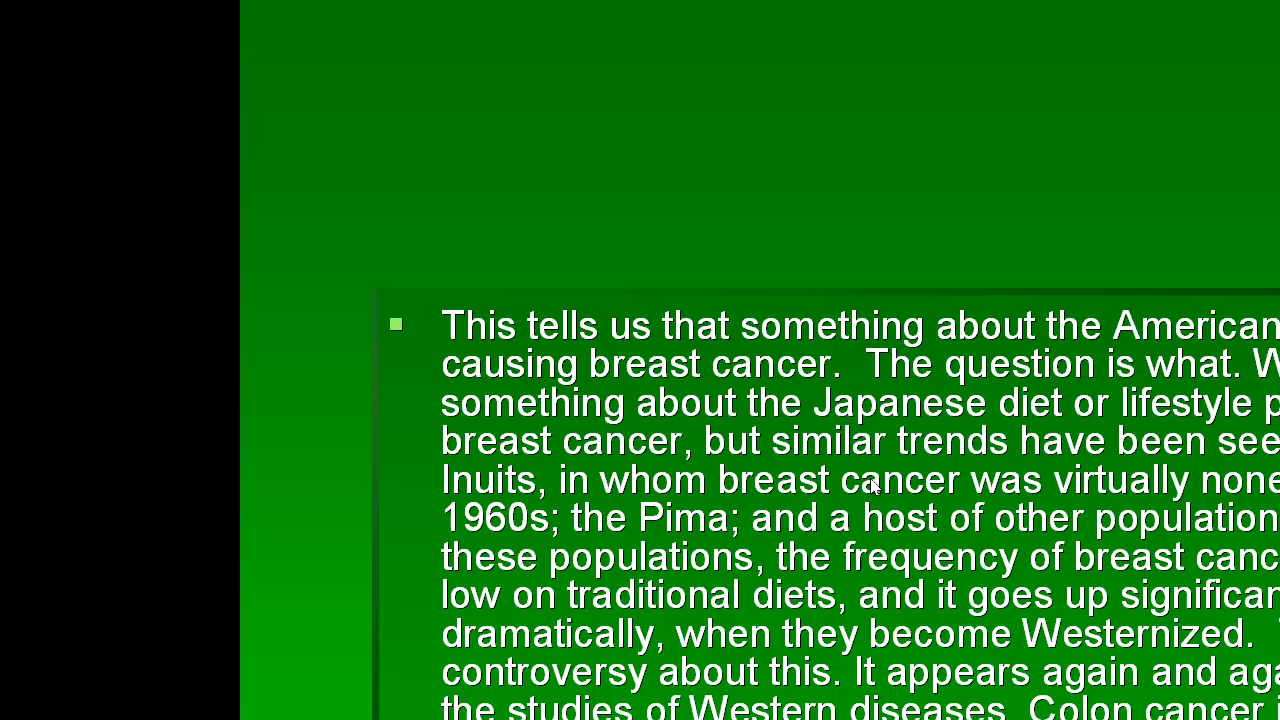 This tells us that something about the American
causing breast cancer.  The question is what.
something about the Japanese diet or lifestyle
breast cancer, but similar trends have been
Inuits, in whom breast cancer was virtually
1960s; the Pima; and a host of other population
these populations, the frequency of breast
low on traditional diets, and it goes up
dramatically, when they become Westernized.
controversy about this. It appears again and
the studies of Western diseases. Colon cancer